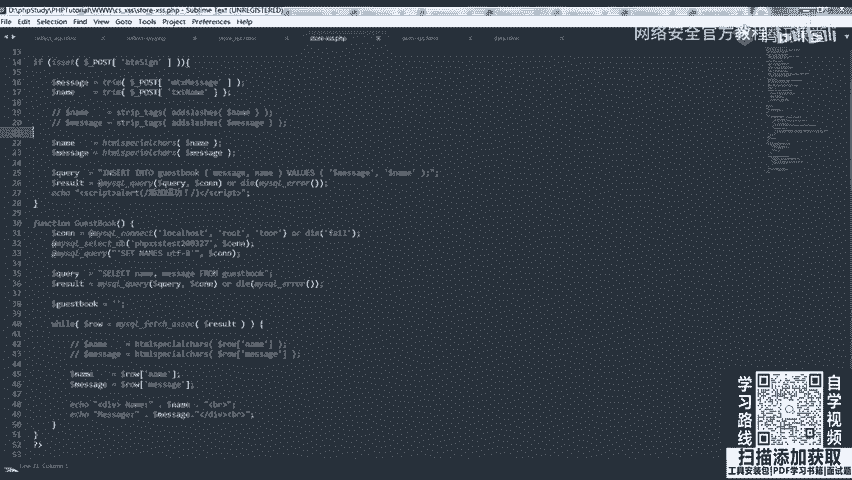 D:\phpStudy\PHPTutorial\WWW\cs_xss\store-xss.php - Sublime Text (UNREGISTERED)
File Edit Selection Find View Goto Tools Project Preferences Help
网络安全官方教程
store-xss.php
13
14 if (isset( $_POST[ 'btnSign' ] )){
15
16 $message = trim( $_POST[ 'mtxMessage' ] );
17 $name = trim( $_POST[ 'txtName' ] );
18
19 // $name = strip_tags( addslashes( $name ) );
20 // $message = strip_tags( addslashes( $message ) );
22 $name = htmlspecialchars( $name );
23 $message = htmlspecialchars( $message );
24
25 $query = "INSERT INTO guestbook ( message, name ) VALUES ( '$message', '$name' );";
26 $result = @mysql_query($query, $conn) or die(mysql_error());
27 echo "<script>alert(/ /)</script>";
28 }
29
30 function GuestBook() {
31 $conn = @mysql_connect('localhost', 'root', 'toor') or die('fail');
32 @mysql_select_db( $conn);
33 @mysql_query("'SET NAMES utf-8'", $conn);
34
35 $query = "SELECT name, message FROM guestbook";
36 $result = mysql_query($query, $conn) or die(mysql_error());
37
38 $guestbook = '';
39
40 while( $row = mysql_fetch_assoc( $result ) ) {
41
42 // $name = htmlspecialchars( $row['name'] );
43 // $message = htmlspecialchars( $row['message'] );
44
45 $name = $row['name'];
46 $message = $row['message'];
47
48 echo "<div> Name:" . $name . "<br>";
49 echo "Message:" . $message."</div><br>";
50 }
51 }
52 ?>
53
Line 21 Column 1
学习路线
自学视频
扫描添加获取
工具安装包|PDF学习书籍|面试题